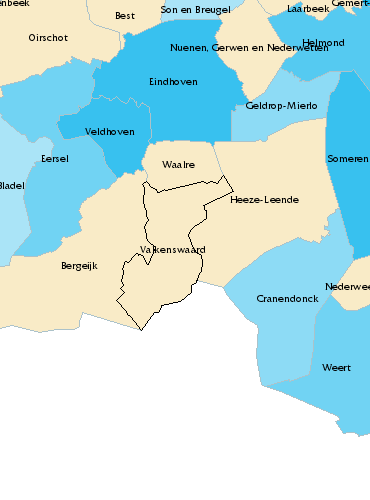 enbeek
Best
Son en Breugel
Laarbeek
Gemert-
Oirschot
Nuenen, Gerwen en Nederwetten
Helmond
Eindhoven
Geldrop-Mierlo
Veldhoven
Eersel
Waalre
Someren
Bladel
Heeze-Leende
Valkenswaard
Bergeijk
Cranendonck
Nederwee
Weert